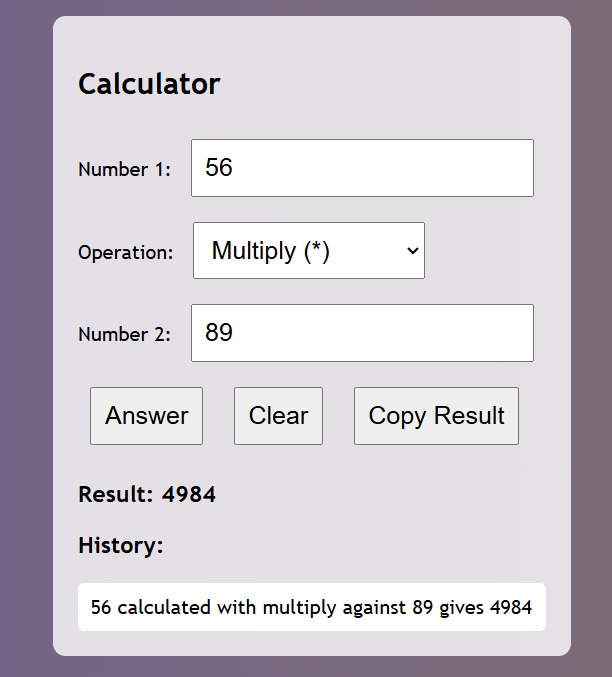 Calculator
Number 1: 56
Operation: Multiply (*)
Number 2: 89
Answer Clear Copy Result
Result: 4984
History:
56 calculated with multiply against 89 gives 4984